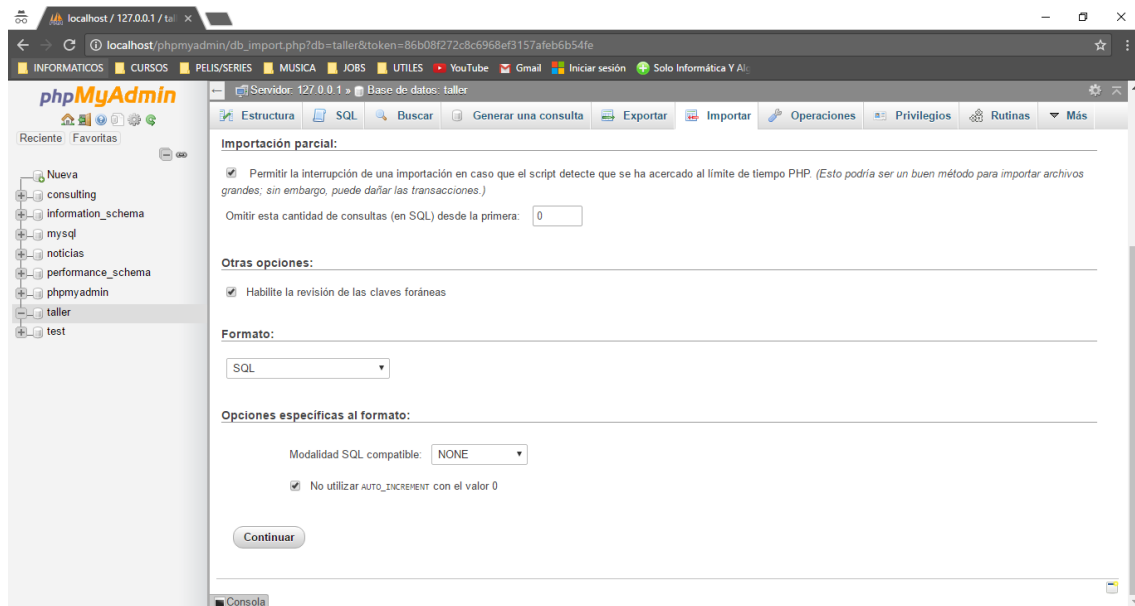 localhost / 127.0.0.1 / tal
localhost/phpmyadmin/db_import.php?db=taller&token=86b08f272c8c6968ef3157afeb6b54fe
INFORMATICOS CURSOS PELIS/SERIES MUSICA JOBS UTILES YouTube Gmail Iniciar sesión Solo Informática Y Alg
phpMyAdmin
Reciente Favoritas
Nueva
consulting
information_schema
mysql
noticias
performance_schema
phpmyadmin
taller
test
Servidor: 127.0.0.1 » Base de datos: taller
Estructura SQL Buscar Generar una consulta Exportar Importar Operaciones Privilegios Rutinas Más
Importación parcial:
Permitir la interrupción de una importación en caso que el script detecte que se ha acercado al límite de tiempo PHP. (Esto podría ser un buen método para importar archivos
grandes; sin embargo, puede dañar las transacciones.)
Omitir esta cantidad de consultas (en SQL) desde la primera: 0
Otras opciones:
Habilite la revisión de las claves foráneas
Formato:
SQL
Opciones específicas al formato:
Modalidad SQL compatible: NONE
No utilizar AUTO_INCREMENT con el valor 0
Continuar
Consola